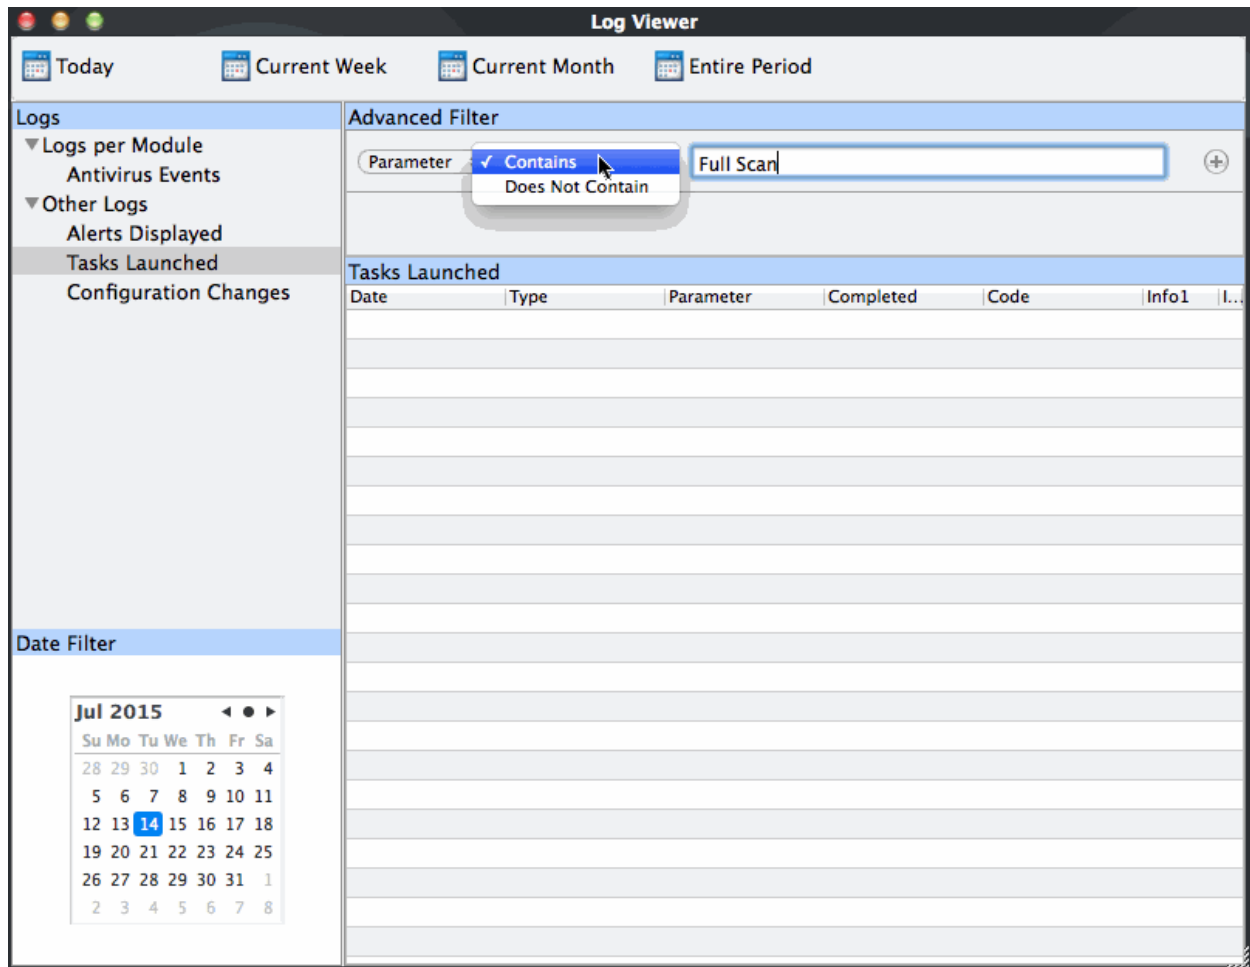 Log Viewer
Today Current Week Current Month Entire Period
Logs
Logs per Module
Antivirus Events
Other Logs
Alerts Displayed
Tasks Launched
Configuration Changes
Advanced Filter
Parameter ✓ Contains Full Scan
Does Not Contain
Tasks Launched
Date Type Parameter Completed Code Info1 I...
Date Filter
Jul 2015
Su Mo Tu We Th Fr Sa
28 29 30 1 2 3 4
5 6 7 8 9 10 11
12 13 14 15 16 17 18
19 20 21 22 23 24 25
26 27 28 29 30 31 1
2 3 4 5 6 7 8